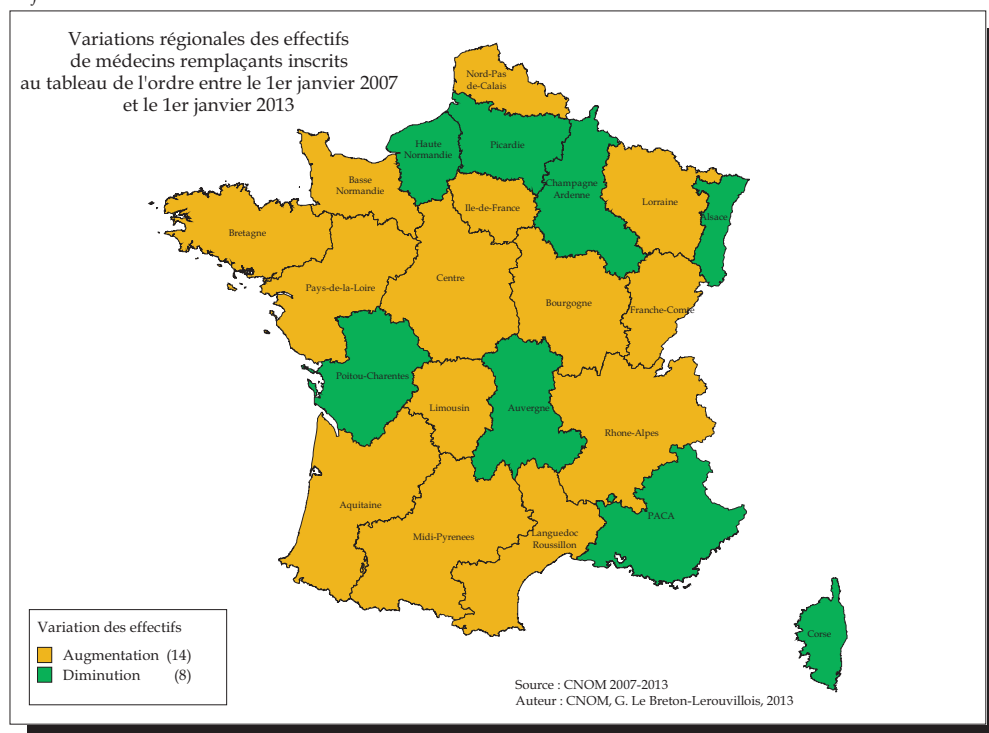 Variations régionales des effectifs
de médecins remplaçants inscrits
au tableau de l'ordre entre le 1er janvier 2007
et le 1er janvier 2013
Nord-Pas
de-Calais
Haute
Normandie
Picardie
Champagne
Ardenne
Basse
Normandie
Ile-de-France
Lorraine
Alsace
Bretagne
Pays-de-la-Loire
Centre
Bourgogne
Franche-Comte
Poitou-Charentes
Limousin
Auvergne
Rhone-Alpes
Aquitaine
Midi-Pyrenees
Languedoc
Roussillon
PACA
Corse
Variation des effectifs
Augmentation (14)
Diminution (8)
Source : CNOM 2007-2013
Auteur : CNOM, G. Le Breton-Lerouvillois, 2013